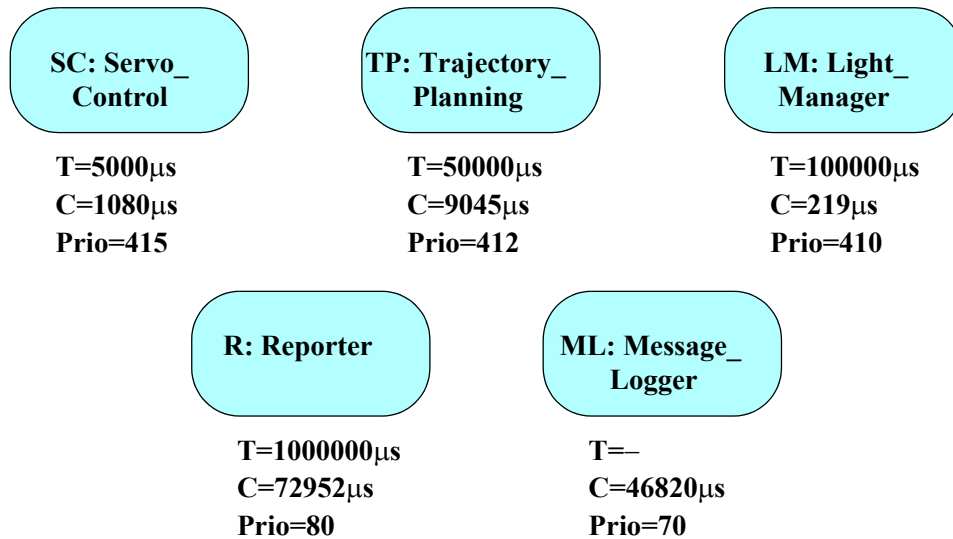 SC: Servo_
Control
T=5000μs
C=1080μs
Prio=415
TP: Trajectory_
Planning
T=50000μs
C=9045μs
Prio=412
LM: Light_
Manager
T=100000μs
C=219μs
Prio=410
R: Reporter
T=1000000μs
C=72952μs
Prio=80
ML: Message_
Logger
T=–
C=46820μs
Prio=70